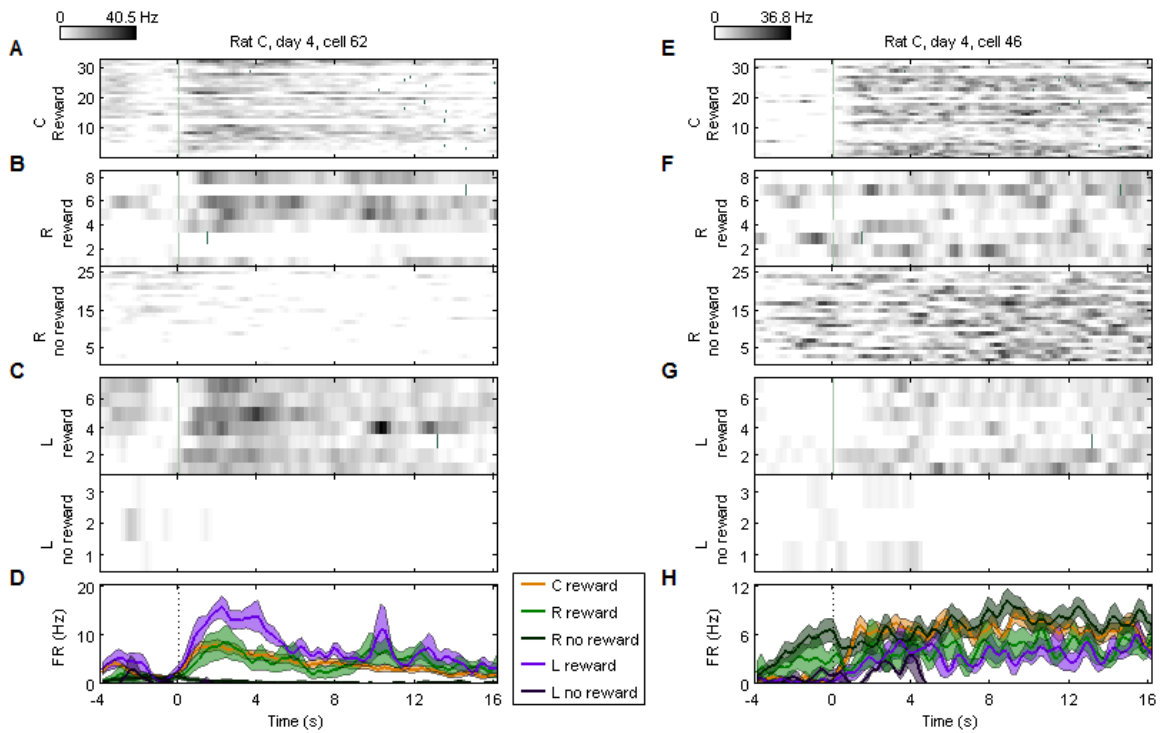 0 40.5 Hz
A
Rat C, day 4, cell 62
C
Reward
30
20
10
B
R
reward
8
6
4
2
R
no reward
25
15
5
C
L
reward
6
4
2
L
no reward
3
2
1
D
FR (Hz)
20
10
0
-4 0 4 8 12 16
Time (s)
C reward
R reward
R no reward
L reward
L no reward
0 36.8 Hz
E
Rat C, day 4, cell 46
C
Reward
30
20
10
F
R
reward
8
6
4
2
R
no reward
25
15
5
G
L
reward
6
4
2
L
no reward
3
2
1
H
FR (Hz)
12
6
0
-4 0 4 8 12 16
Time (s)